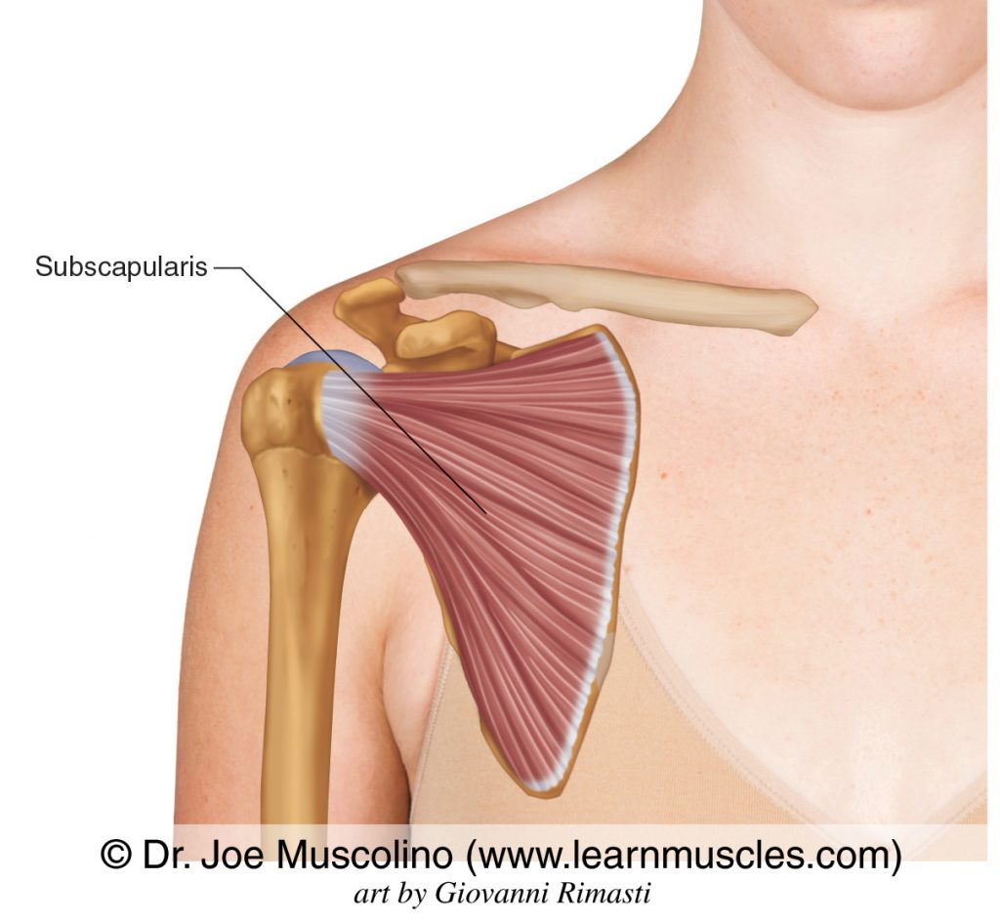 Subscapularis
© Dr. Joe Muscolino (www.learnmuscles.com)
art by Giovanni Rimasti